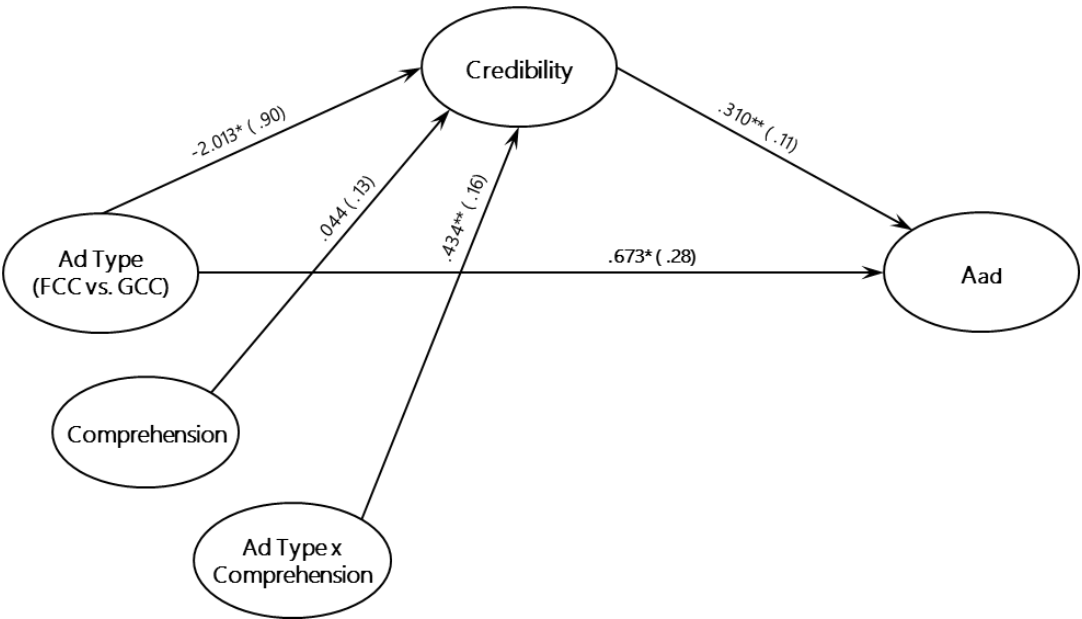 Credibility
-2.013* ( .90)
.310** ( .11)
.044 ( .13)
.434** ( .16)
Ad Type
(FCC vs. GCC)
.673* ( .28)
Aad
Comprehension
Ad Type x
Comprehension